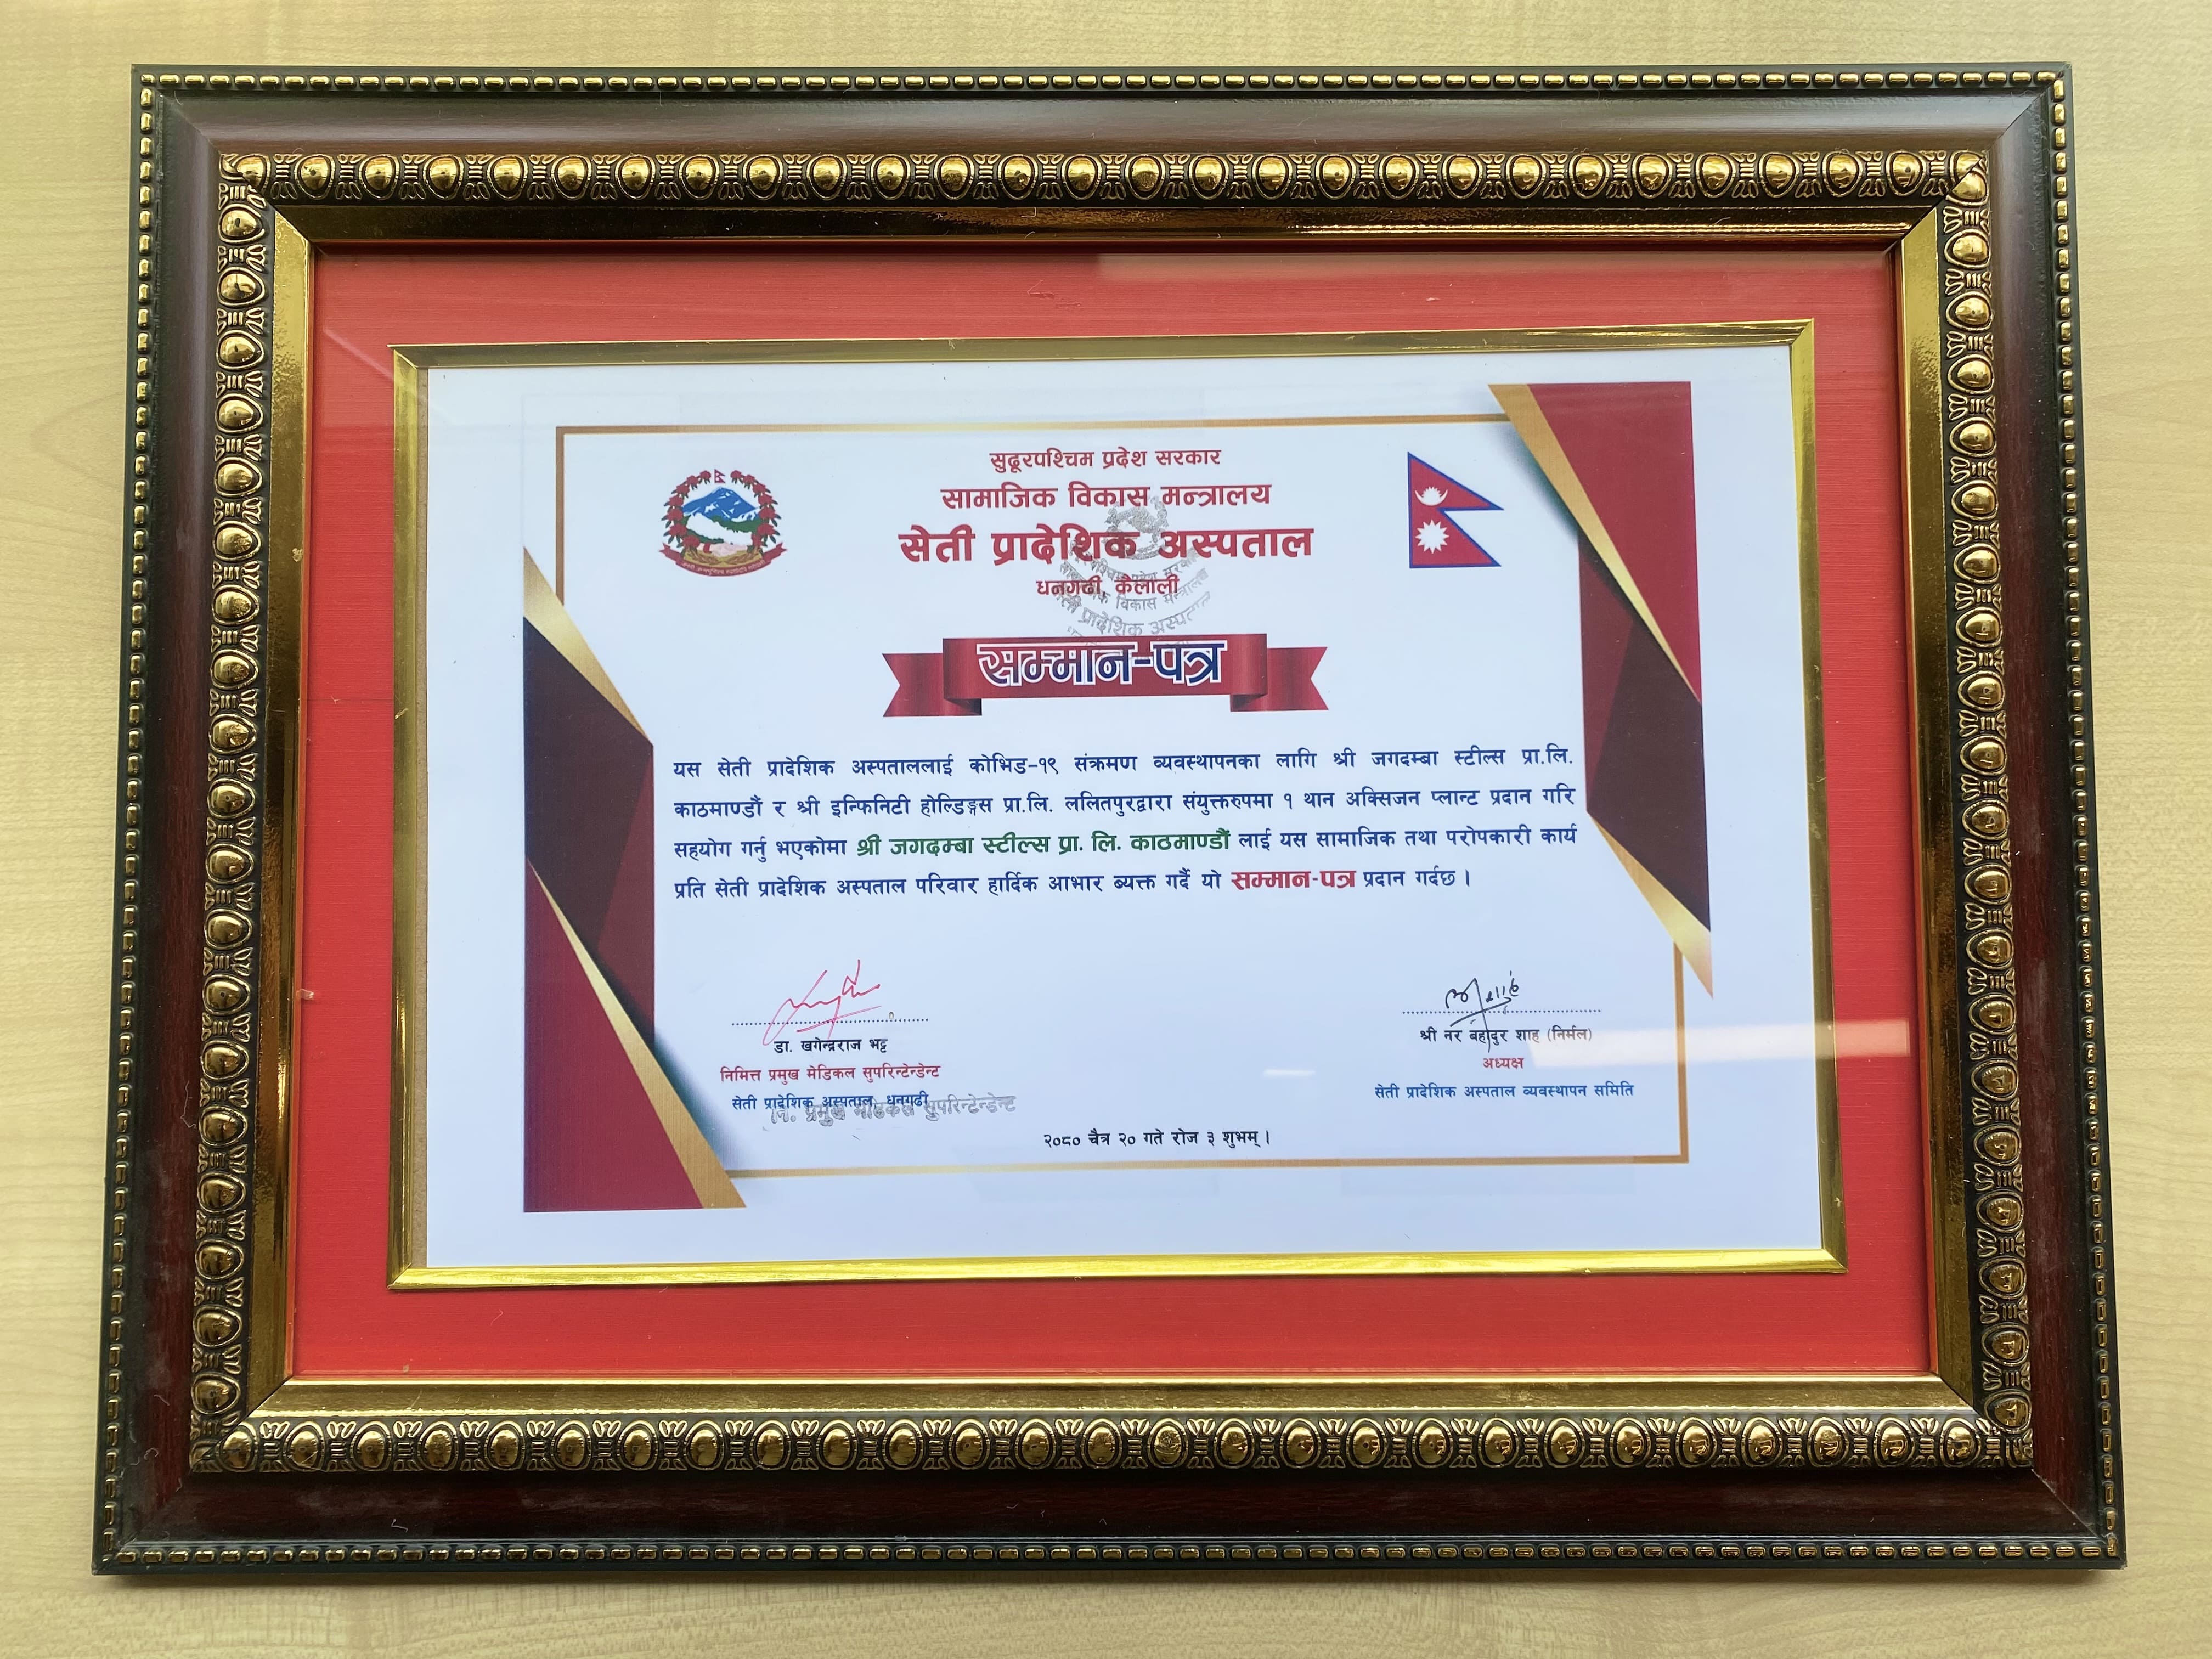 सुदूरपश्चिम प्रदेश सरकार
सामाजिक विकास मन्त्रालय
सेती प्रादेशिक अस्पताल
धनगढी, कैलाली
सम्मान-पत्र
यस सेती प्रादेशिक अस्पताललाई कोभिड-१९ संक्रमण व्यवस्थापनका लागि श्री जगदम्बा स्टील्स प्रा.लि.
काठमाण्डौं र श्री इन्फिनिटी होल्डिङ्गस प्रा.लि. ललितपुरद्वारा संयुक्तरुपमा १ थान अक्सिजन प्लान्ट प्रदान गरि
सहयोग गर्नु भएकोमा श्री जगदम्बा स्टील्स प्रा. लि. काठमाण्डौं लाई यस सामाजिक तथा परोपकारी कार्य
प्रति सेती प्रादेशिक अस्पताल परिवार हार्दिक आभार ब्यक्त गर्दै यो सम्मान-पत्र प्रदान गर्दछ ।
डा. खगेन्द्रराज भट्ट
निमित्त प्रमुख मेडिकल सुपरिन्टेन्डेन्ट
सेती प्रादेशिक अस्पताल, धनगढी
नि. प्रमुख मेडिकल सुपरिन्टेन्डेन्ट
श्री नर बहादुर शाह (निर्मल)
अध्यक्ष
सेती प्रादेशिक अस्पताल व्यवस्थापन समिति
२०८० चैत्र २० गते रोज ३ शुभम् ।